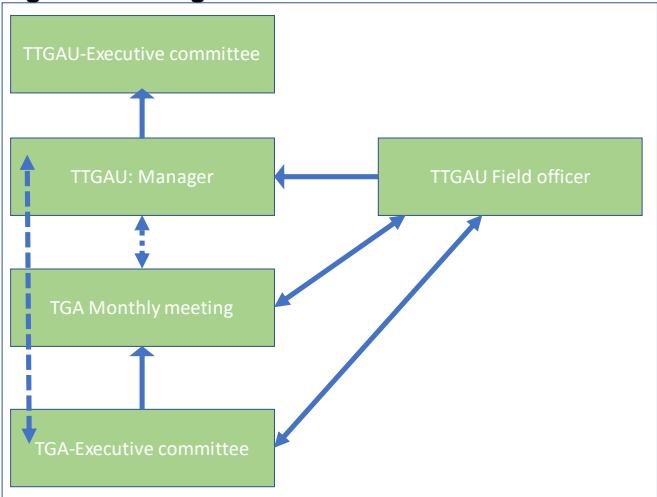 TTGAU-Executive committee
TTGAU: Manager
TTGAU Field officer
TGA Monthly meeting
TGA-Executive committee